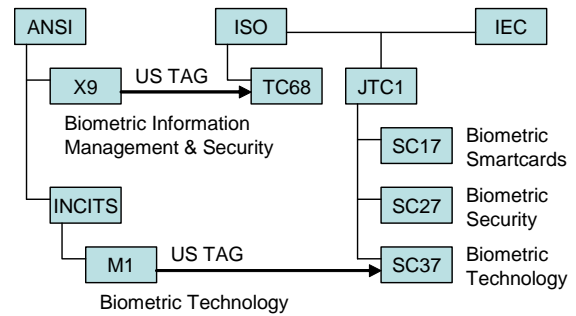 ANSI
ISO
IEC
US TAG
X9
TC68
JTC1
Biometric Information
Management & Security
SC17
Biometric
Smartcards
INCITS
SC27
Biometric
Security
US TAG
M1
SC37
Biometric
Technology
Biometric Technology